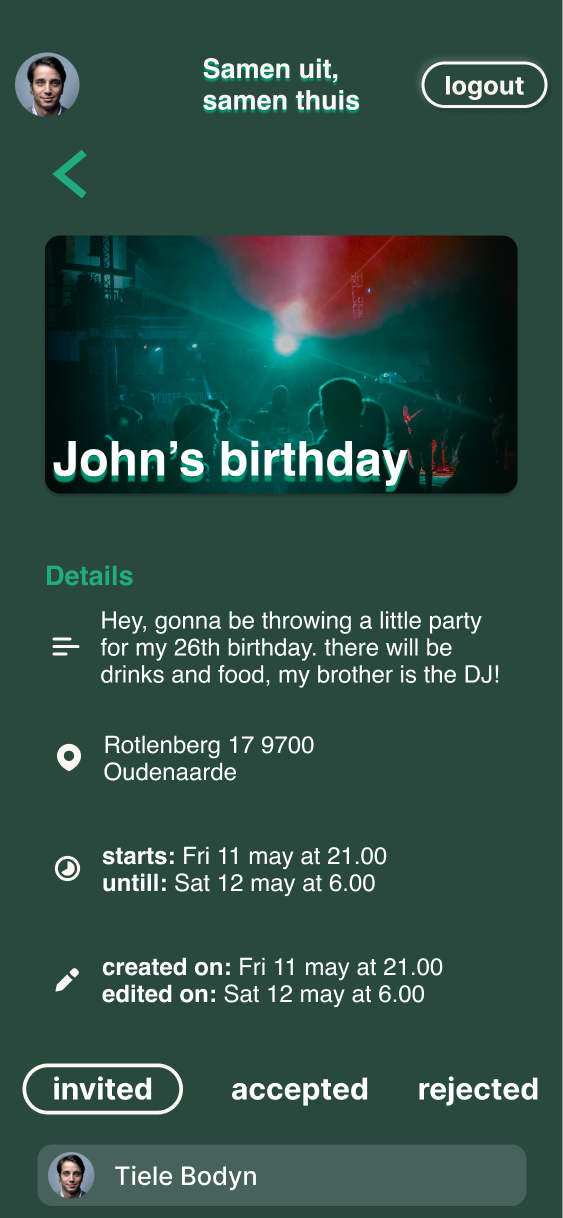 Samen uit,
samen thuis
logout
John’s birthday
Details
Hey, gonna be throwing a little party
for my 26th birthday. there will be
drinks and food, my brother is the DJ!
Rotlenberg 17 9700
Oudenaarde
starts: Fri 11 may at 21.00
untill: Sat 12 may at 6.00
created on: Fri 11 may at 21.00
edited on: Sat 12 may at 6.00
invited accepted rejected
Tiele Bodyn